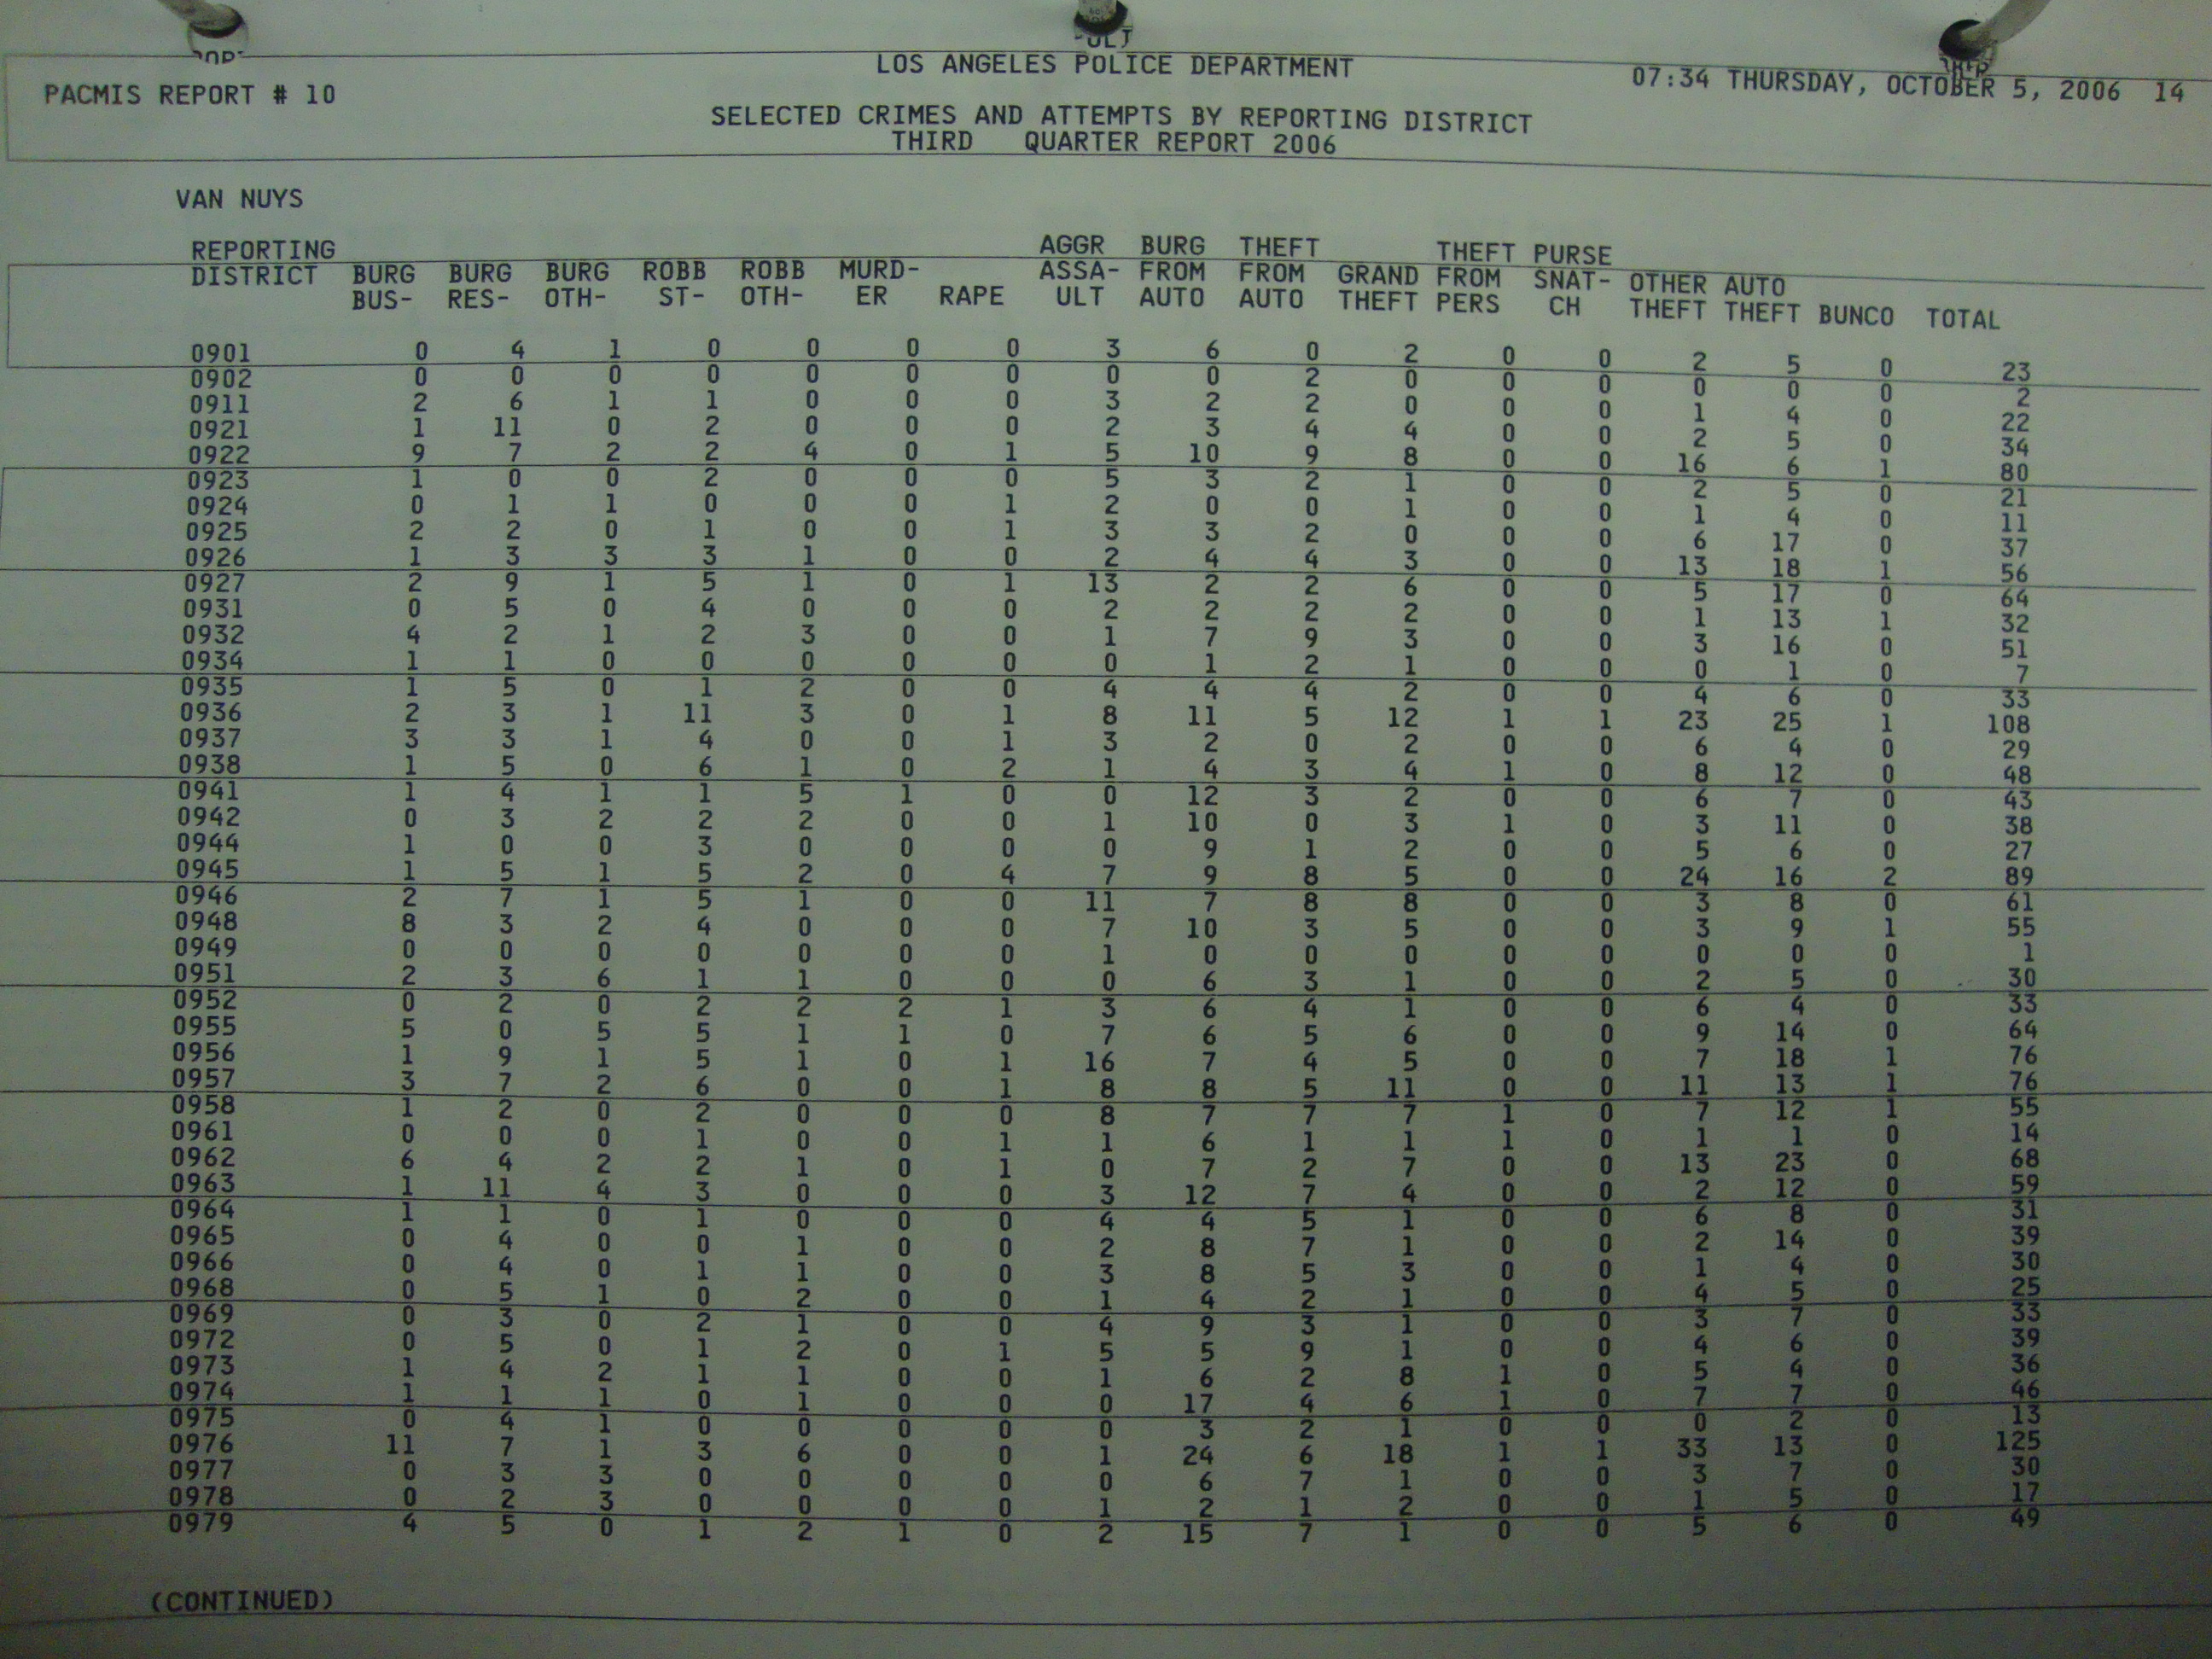 LOS ANGELES POLICE DEPARTMENT
PACMIS REPORT # 10 07:34 THURSDAY, OCTOBER 5, 2006 14
SELECTED CRIMES AND ATTEMPTS BY REPORTING DISTRICT
THIRD QUARTER REPORT 2006
VAN NUYS
REPORTING AGGR BURG THEFT THEFT PURSE
DISTRICT BURG BURG BURG ROBB ROBB MURD- ASSA- FROM FROM GRAND FROM SNAT- OTHER AUTO
BUS- RES- OTH- ST- OTH- ER RAPE ULT AUTO AUTO THEFT PERS CH THEFT THEFT BUNCO TOTAL
0901 0 4 1 0 0 0 0 3 6 0 2 0 0 2 5 0 23
0902 0 0 0 0 0 0 0 0 0 2 0 0 0 0 0 0 2
0911 2 6 1 1 0 0 0 3 2 2 0 0 0 1 4 0 22
0921 1 11 0 2 0 0 0 2 3 4 4 0 0 2 5 0 34
0922 9 7 2 2 4 0 1 5 10 9 8 0 0 16 6 1 80
0923 1 0 0 2 0 0 0 5 3 2 1 0 0 2 5 0 21
0924 0 1 1 0 0 0 1 2 0 0 1 0 0 1 4 0 11
0925 2 2 0 1 0 0 1 3 3 2 0 0 0 6 17 0 37
0926 1 3 3 3 1 0 0 2 4 4 3 0 0 13 18 1 56
0927 2 9 1 5 1 0 1 13 2 2 6 0 0 5 17 0 64
0931 0 5 0 4 0 0 0 2 2 2 2 0 0 1 13 1 32
0932 4 2 1 2 3 0 0 1 7 9 3 0 0 3 16 0 51
0934 1 1 0 0 0 0 0 0 1 2 1 0 0 0 1 0 7
0935 1 5 0 1 2 0 0 4 4 4 2 0 0 4 6 0 33
0936 2 3 1 11 3 0 1 8 11 5 12 1 1 23 25 1 108
0937 3 3 1 4 0 0 1 3 2 0 2 0 0 6 4 0 29
0938 1 5 0 6 1 0 2 1 4 3 4 1 0 8 12 0 48
0941 1 4 1 1 5 1 0 0 12 3 2 0 0 6 7 0 43
0942 0 3 2 2 2 0 0 1 10 0 3 1 0 3 11 0 38
0944 1 0 0 3 0 0 0 0 9 1 2 0 0 5 6 0 27
0945 1 5 1 5 2 0 4 7 9 8 5 0 0 24 16 2 89
0946 2 7 1 5 1 0 0 11 7 8 8 0 0 3 8 0 61
0948 8 3 2 4 0 0 0 7 10 3 5 0 0 3 9 1 55
0949 0 0 0 0 0 0 0 1 0 0 0 0 0 0 0 0 1
0951 2 3 6 1 1 0 0 0 6 3 1 0 0 2 5 0 30
0952 0 2 0 2 2 2 1 3 6 4 1 0 0 6 4 0 33
0955 5 0 5 5 1 1 0 7 6 5 6 0 0 9 14 0 64
0956 1 9 1 5 1 0 1 16 7 4 5 0 0 7 18 1 76
0957 3 7 2 6 0 0 1 8 8 5 11 0 0 11 13 1 76
0958 1 2 0 2 0 0 0 8 7 7 7 1 0 7 12 1 55
0961 0 0 0 1 0 0 1 1 6 1 1 1 0 1 1 0 14
0962 6 4 2 2 1 0 1 0 7 2 7 0 0 13 23 0 68
0963 1 11 4 3 0 0 0 3 12 7 4 0 0 2 12 0 59
0964 1 1 0 1 0 0 0 4 4 5 1 0 0 6 8 0 31
0965 0 4 0 0 1 0 0 2 8 7 1 0 0 2 14 0 39
0966 0 4 0 1 1 0 0 3 8 5 3 0 0 1 4 0 30
0968 0 5 1 0 2 0 0 1 4 2 1 0 0 4 5 0 25
0969 0 3 0 2 1 0 0 4 9 3 1 0 0 3 7 0 33
0972 0 5 0 1 2 0 1 5 5 9 1 0 0 4 6 0 39
0973 1 4 2 1 1 0 0 1 6 2 8 1 0 5 4 0 36
0974 1 1 1 0 1 0 0 0 17 4 6 1 0 7 7 0 46
0975 0 4 1 0 0 0 0 0 3 2 1 0 0 0 2 0 13
0976 11 7 1 3 6 0 0 1 24 6 18 1 1 33 13 0 125
0977 0 3 3 0 0 0 0 0 6 7 1 0 0 3 7 0 30
0978 0 2 3 0 0 0 0 1 2 1 2 0 0 1 5 0 17
0979 4 5 0 1 2 1 0 2 15 7 1 0 0 5 6 0 49
(CONTINUED)